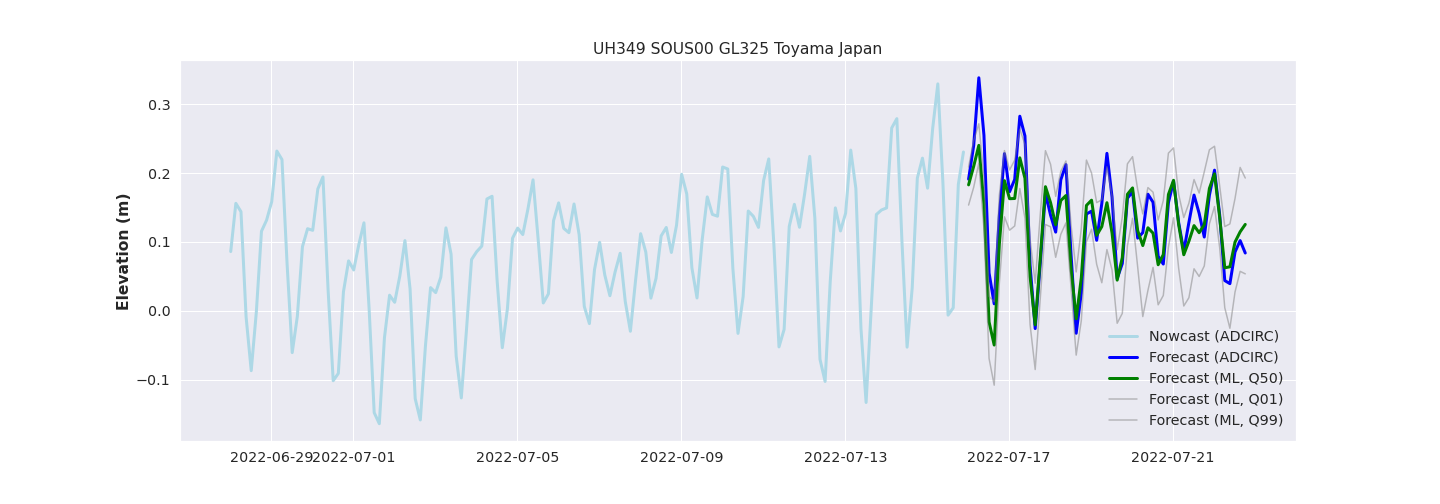 UH349 SOUS00 GL325 Toyama Japan
Elevation (m)
0.3
0.2
0.1
0.0
−0.1
2022-06-29
2022-07-01
2022-07-05
2022-07-09
2022-07-13
2022-07-17
2022-07-21
Nowcast (ADCIRC)
Forecast (ADCIRC)
Forecast (ML, Q50)
Forecast (ML, Q01)
Forecast (ML, Q99)